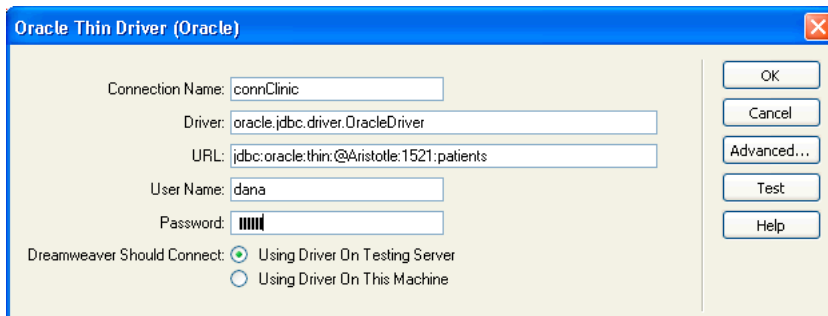 Oracle Thin Driver (Oracle)
Connection Name: connClinic
Driver: oracle.jdbc.driver.OracleDriver
URL: jdbc:oracle:thin:@Aristotle:1521:patients
User Name: dana
Password:
Dreamweaver Should Connect: Using Driver On Testing Server
Using Driver On This Machine
OK
Cancel
Advanced...
Test
Help